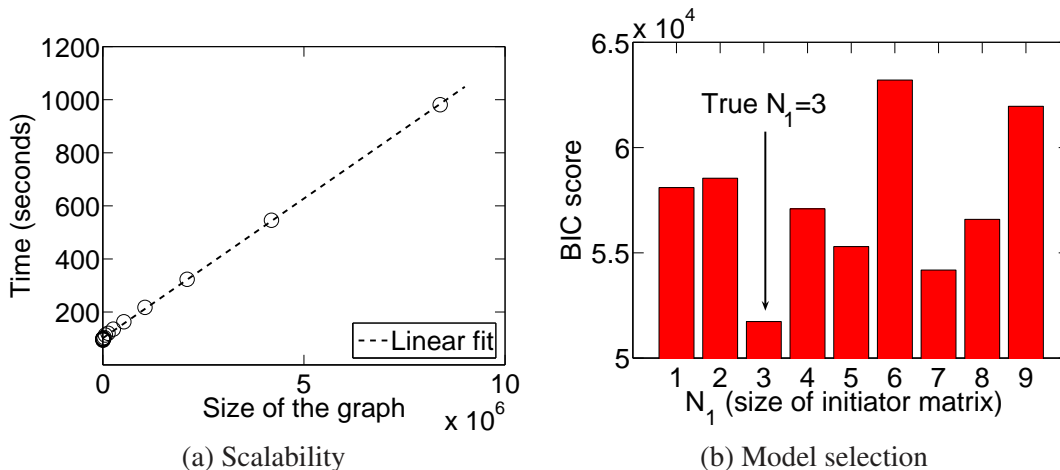 1200
1000
800
600
400
200
0
5
10
x 10^6
Time (seconds)
Size of the graph
Linear fit
(a) Scalability
x 10^4
6.5
6
5.5
5
BIC score
True N_1=3
1 2 3 4 5 6 7 8 9
N_1 (size of initiator matrix)
(b) Model selection